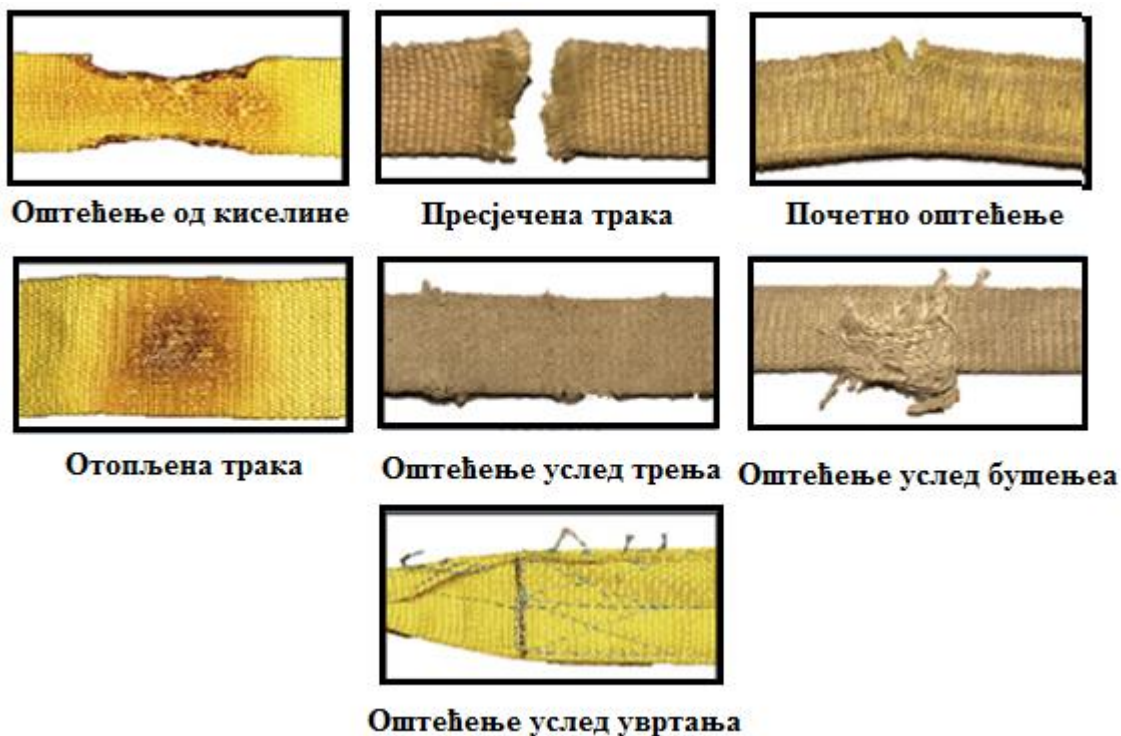 Оштећење од киселине
Пресјечена трака
Почетно оштећење
Отопљена трака
Оштећење услед трења
Оштећење услед бушењеа
Оштећење услед увртања